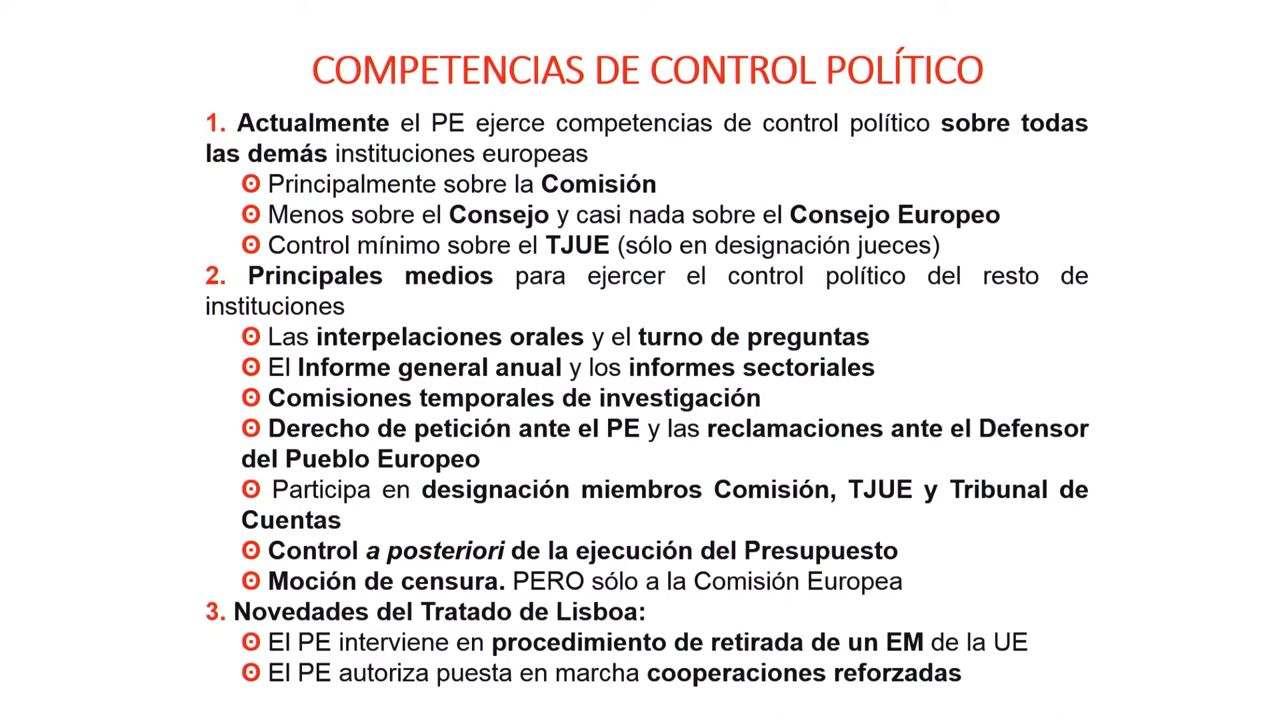 COMPETENCIAS DE CONTROL POLÍTICO
1. Actualmente el PE ejerce competencias de control político sobre todas
las demás instituciones europeas
ʘ Principalmente sobre la Comisión
ʘ Menos sobre el Consejo y casi nada sobre el Consejo Europeo
ʘ Control mínimo sobre el TJUE (sólo en designación jueces)
2. Principales medios para ejercer el control político del resto de
instituciones
ʘ Las interpelaciones orales y el turno de preguntas
ʘ El Informe general anual y los informes sectoriales
ʘ Comisiones temporales de investigación
ʘ Derecho de petición ante el PE y las reclamaciones ante el Defensor
del Pueblo Europeo
ʘ Participa en designación miembros Comisión, TJUE y Tribunal de
Cuentas
ʘ Control a posteriori de la ejecución del Presupuesto
ʘ Moción de censura. PERO sólo a la Comisión Europea
3. Novedades del Tratado de Lisboa:
ʘ El PE interviene en procedimiento de retirada de un EM de la UE
ʘ El PE autoriza puesta en marcha cooperaciones reforzadas